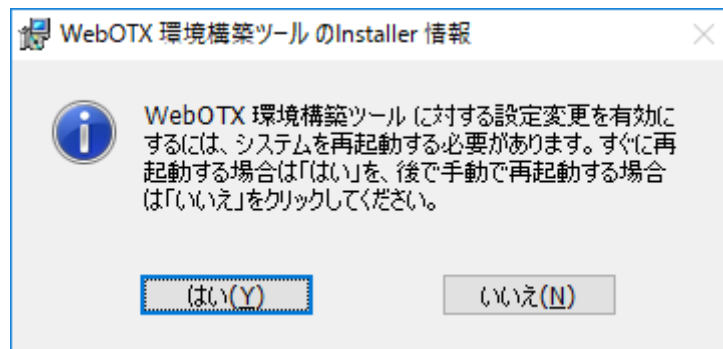 WebOTX 環境構築ツール のInstaller 情報
WebOTX 環境構築ツール に対する設定変更を有効に
するには、システムを再起動する必要があります。すぐに再
起動する場合は「はい」を、後で手動で再起動する場合
は「いいえ」をクリックしてください。
はい(Y)
いいえ(N)